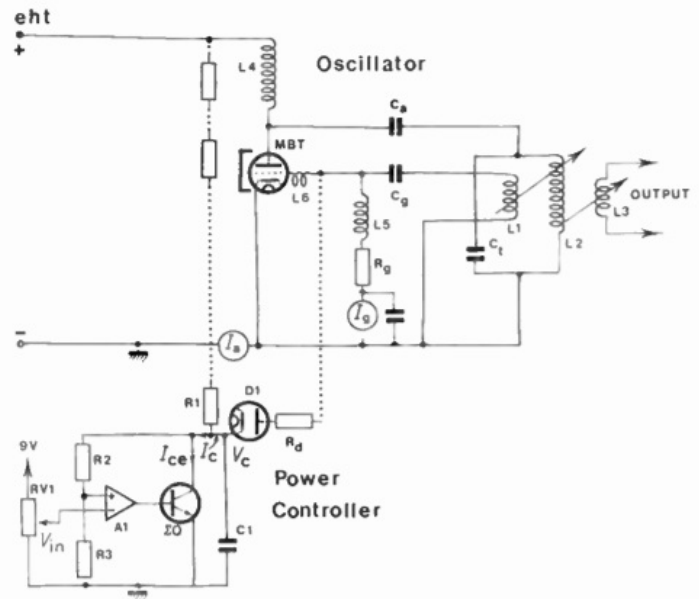 eht
+
L4
Oscillator
Ca
MBT
L6
Cg
L5
L1
L2
L3
OUTPUT
Ct
Rg
Ig
−
Ia
R1
D1
Rd
Ice
Ic
Vc
Power
Controller
9V
R2
RV1
+
−
A1
Vin
ΣQ
C1
R3